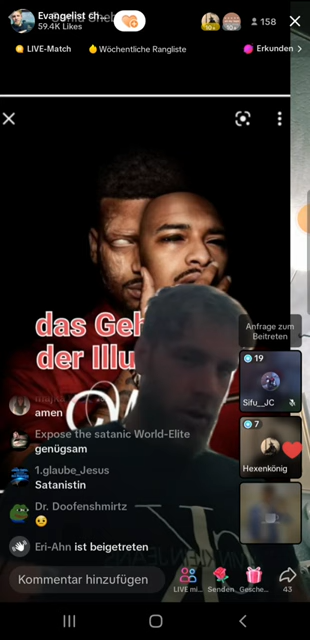 Evangelist ch...
59.4K Likes
158
LIVE-Match
Wöchentliche Rangliste
Erkunden
das Geh
der Illu
Anfrage zum
Beitreten
19
Sifu__JC
7
Hexenkönig
amen
Expose the satanic World-Elite
genügsam
1.glaube_Jesus
Satanistin
Dr. Doofenshmirtz
Eri-Ahn ist beigetreten
Kommentar hinzufügen
LIVE mi...
Senden
Gesche...
43